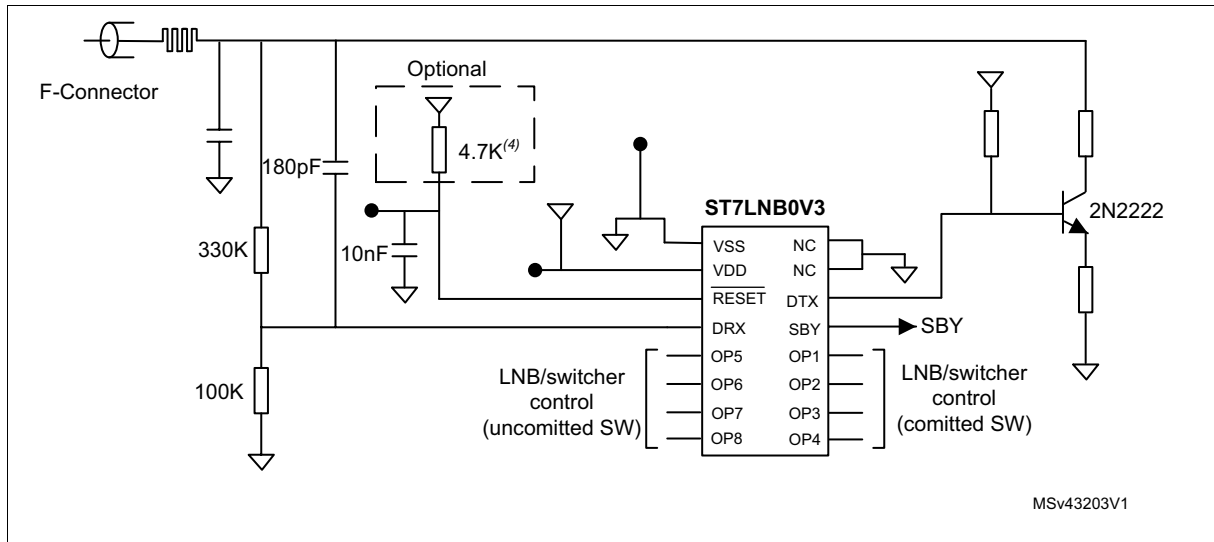 F-Connector
Optional
4.7K(4)
180pF
330K
10nF
100K
ST7LNB0V3
VSS
VDD
RESET
DRX
OP5
OP6
OP7
OP8
NC
NC
DTX
SBY
OP1
OP2
OP3
OP4
SBY
2N2222
LNB/switcher
control
(uncomitted SW)
LNB/switcher
control
(comitted SW)
MSv43203V1